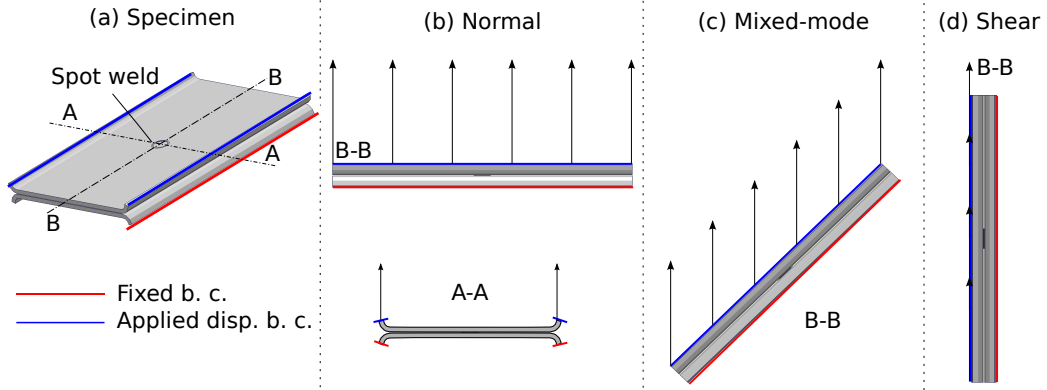 (a) Specimen
Spot weld
A
B
A
B
Fixed b. c.
Applied disp. b. c.
(b) Normal
B-B
A-A
(c) Mixed-mode
B-B
(d) Shear
B-B